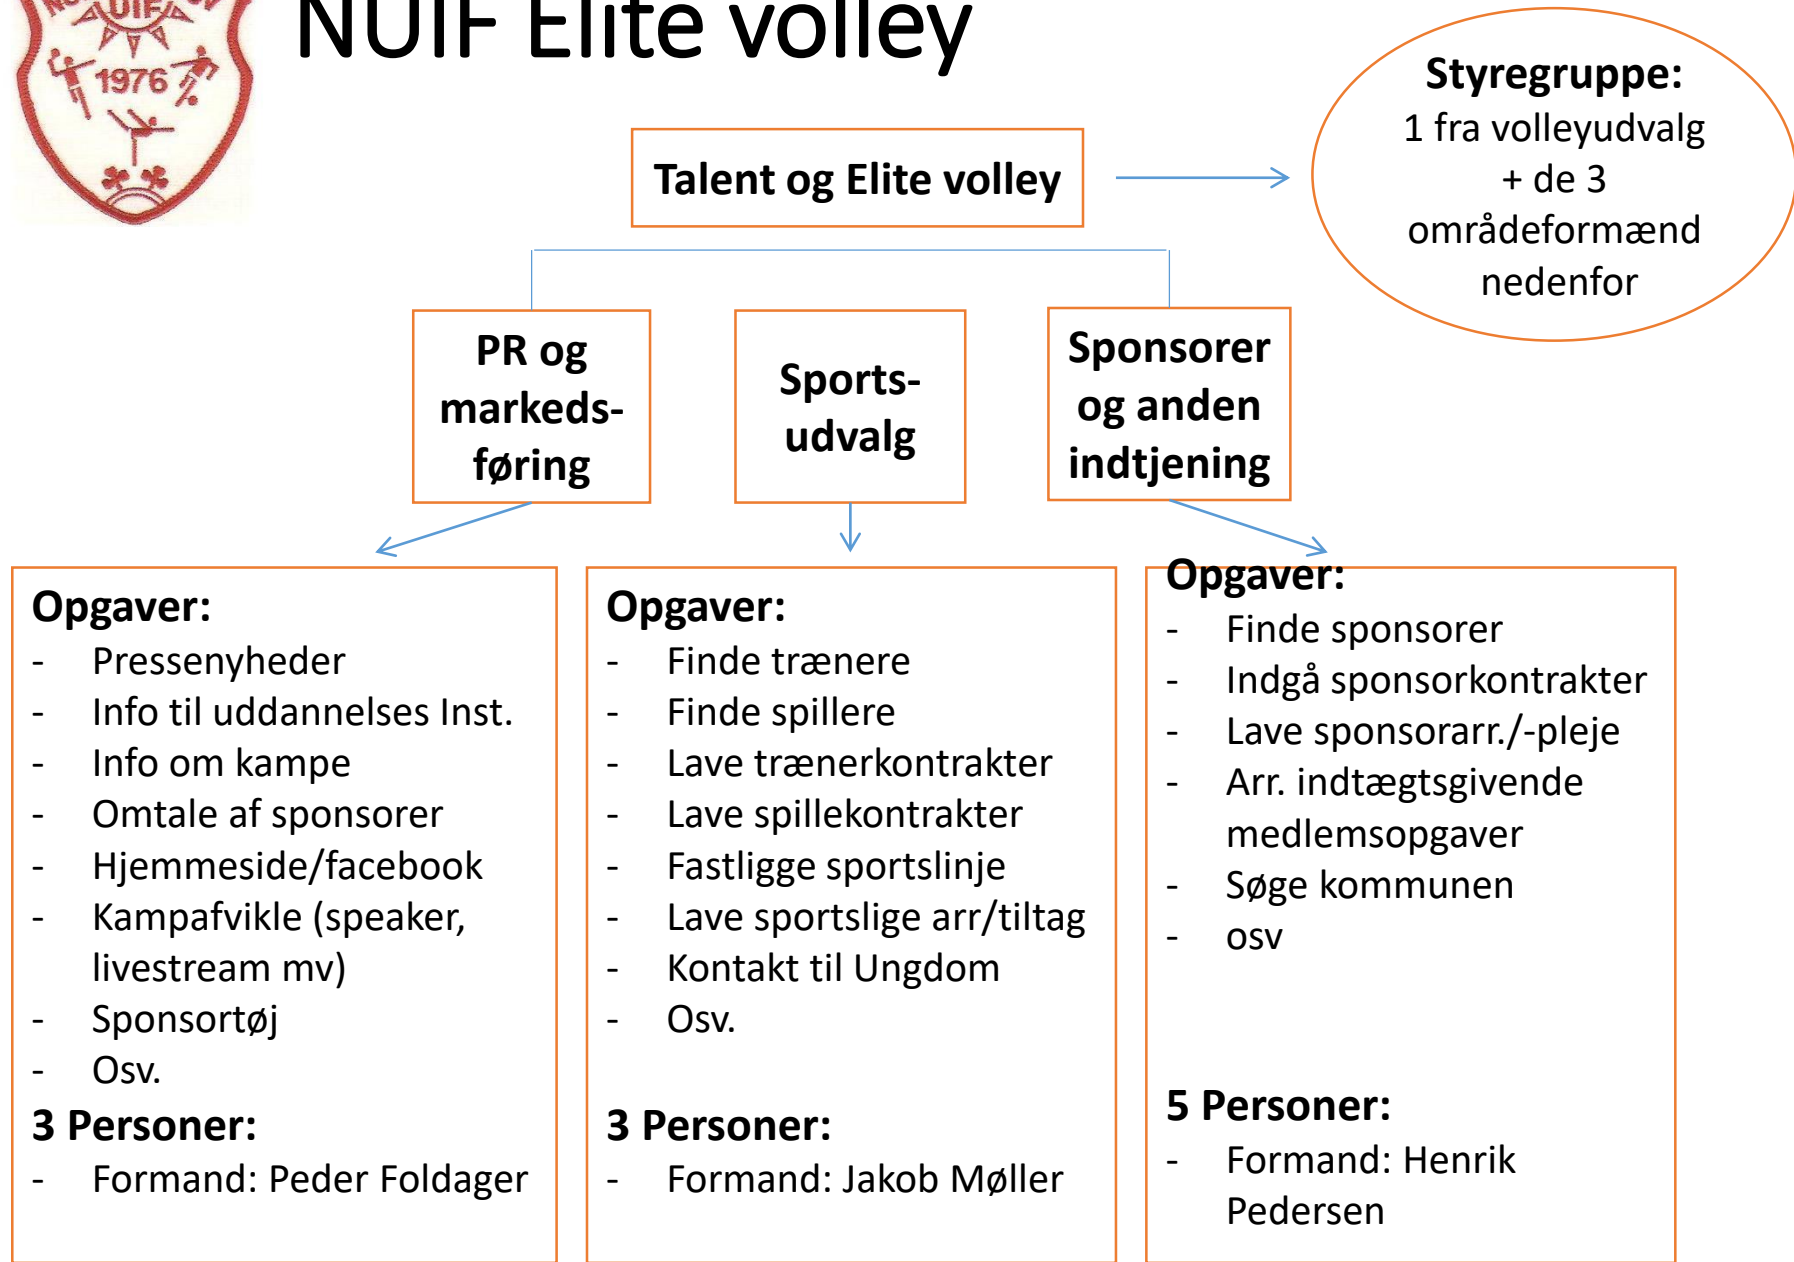 NUIF Elite volley
UIF
1976
Styregruppe:
1 fra volleyudvalg
+ de 3
områdeformænd
nedenfor
Talent og Elite volley
PR og
markeds-
føring
Sports-
udvalg
Sponsorer
og anden
indtjening
Opgaver:
- Pressenyheder
- Info til uddannelses Inst.
- Info om kampe
- Omtale af sponsorer
- Hjemmeside/facebook
- Kampafvikle (speaker,
livestream mv)
- Sponsortøj
- Osv.
3 Personer:
- Formand: Peder Foldager
Opgaver:
- Finde trænere
- Finde spillere
- Lave trænerkontrakter
- Lave spillekontrakter
- Fastligge sportslinje
- Lave sportslige arr/tiltag
- Kontakt til Ungdom
- Osv.
3 Personer:
- Formand: Jakob Møller
Opgaver:
- Finde sponsorer
- Indgå sponsorkontrakter
- Lave sponsorarr./-pleje
- Arr. indtægtsgivende
medlemsopgaver
- Søge kommunen
- osv
5 Personer:
- Formand: Henrik
Pedersen